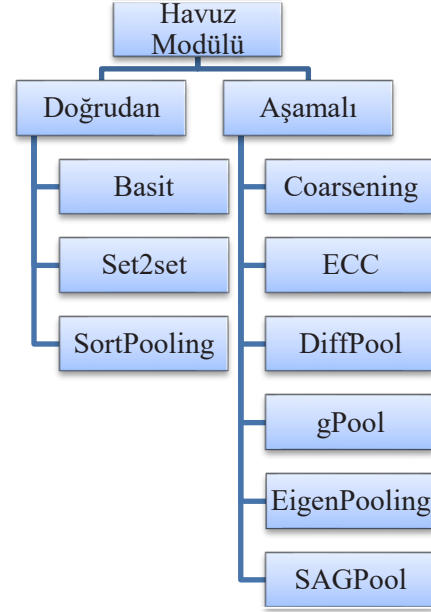 Havuz
Modülü
Doğrudan
Aşamalı
Basit
Set2set
SortPooling
Coarsening
ECC
DiffPool
gPool
EigenPooling
SAGPool